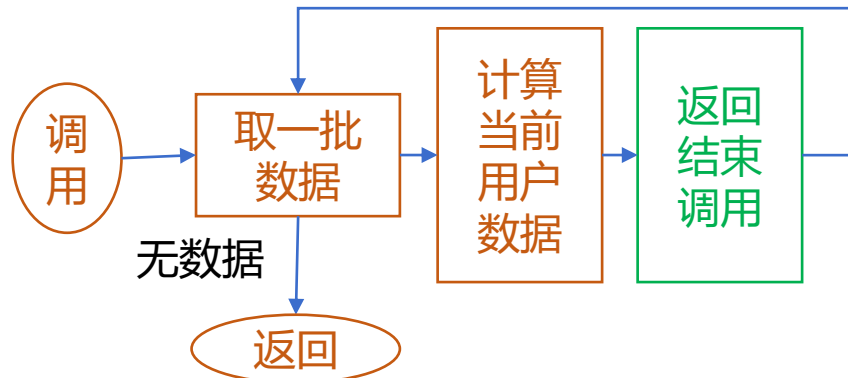 调
用
取一批
数据
计算
当前
用户
数据
返回
结束
调用
无数据
返回